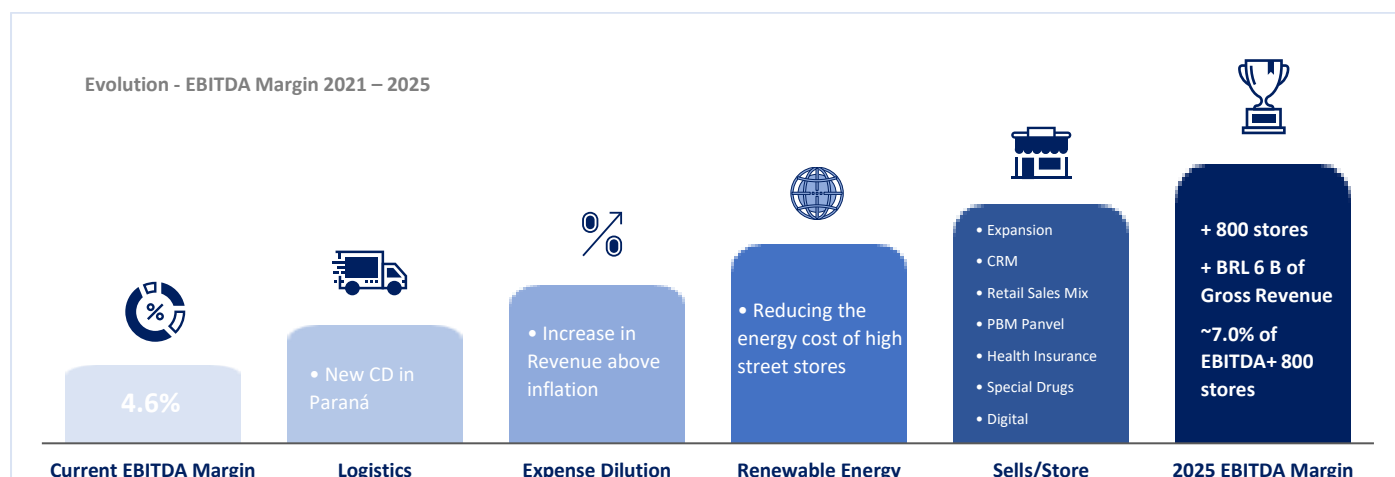 Evolution - EBITDA Margin 2021 – 2025
4.6%
• New CD in
Paraná
• Increase in
Revenue above
inflation
• Reducing the
energy cost of high
street stores
• Expansion
• CRM
• Retail Sales Mix
• PBM Panvel
• Health Insurance
• Special Drugs
• Digital
+ 800 stores
+ BRL 6 B of
Gross Revenue
~7.0% of
EBITDA+ 800
stores
Current EBITDA Margin
Logistics
Expense Dilution
Renewable Energy
Sells/Store
2025 EBITDA Margin